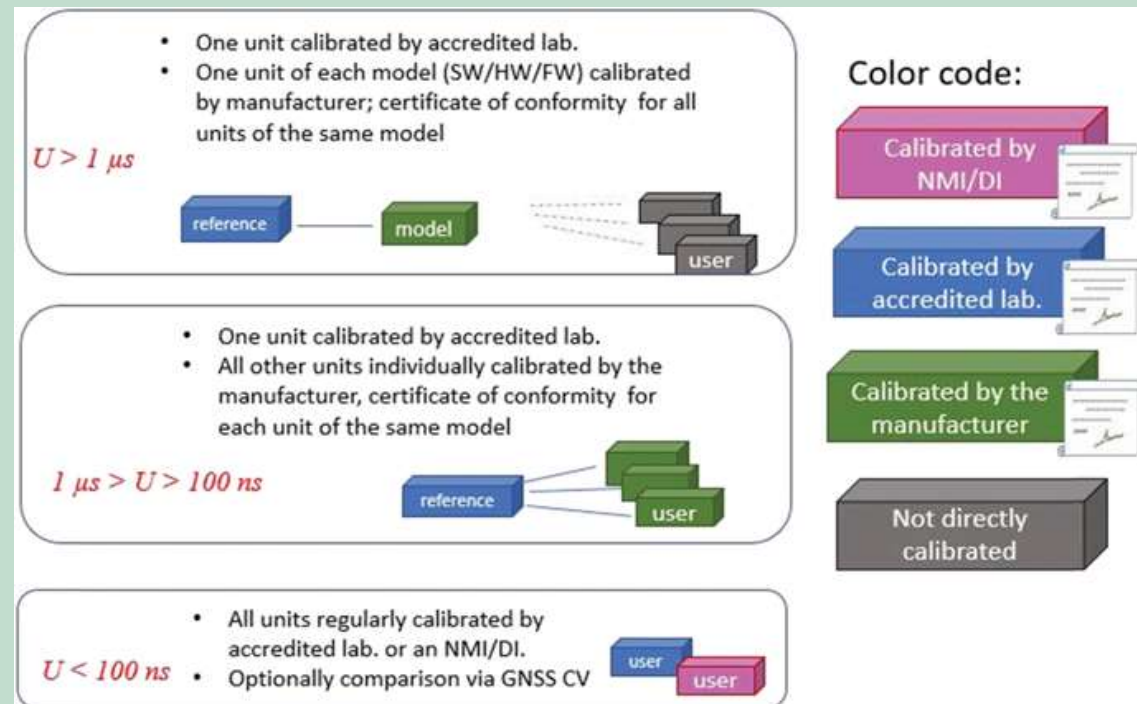 • One unit calibrated by accredited lab.
• One unit of each model (SW/HW/FW) calibrated
by manufacturer; certificate of conformity for all
units of the same model
U > 1 μs
reference
model
user
• One unit calibrated by accredited lab.
• All other units individually calibrated by the
manufacturer, certificate of conformity for
each unit of the same model
1 μs > U > 100 ns
reference
user
• All units regularly calibrated by
accredited lab. or an NMI/DI.
• Optionally comparison via GNSS CV
U < 100 ns
user
user
Color code:
Calibrated by
NMI/DI
Calibrated by
accredited lab.
Calibrated by the
manufacturer
Not directly
calibrated